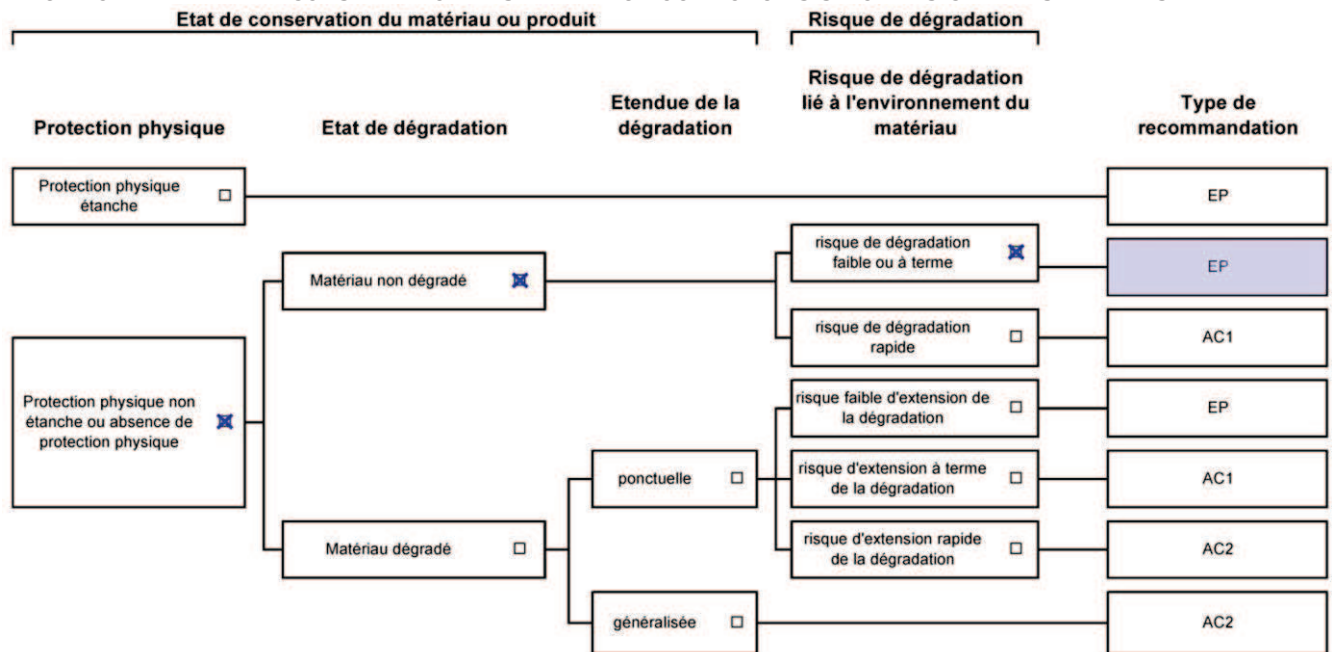 Etat de conservation du matériau ou produit
Risque de dégradation
Protection physique
Etat de dégradation
Etendue de la
dégradation
Risque de dégradation
lié à l'environnement du
matériau
Type de
recommandation
Protection physique
étanche
EP
risque de dégradation
faible ou à terme
EP
Matériau non dégradé
risque de dégradation
rapide
AC1
Protection physique non
étanche ou absence de
protection physique
risque faible d'extension de
la dégradation
EP
ponctuelle
risque d'extension à terme
de la dégradation
AC1
Matériau dégradé
risque d'extension rapide
de la dégradation
AC2
généralisée
AC2